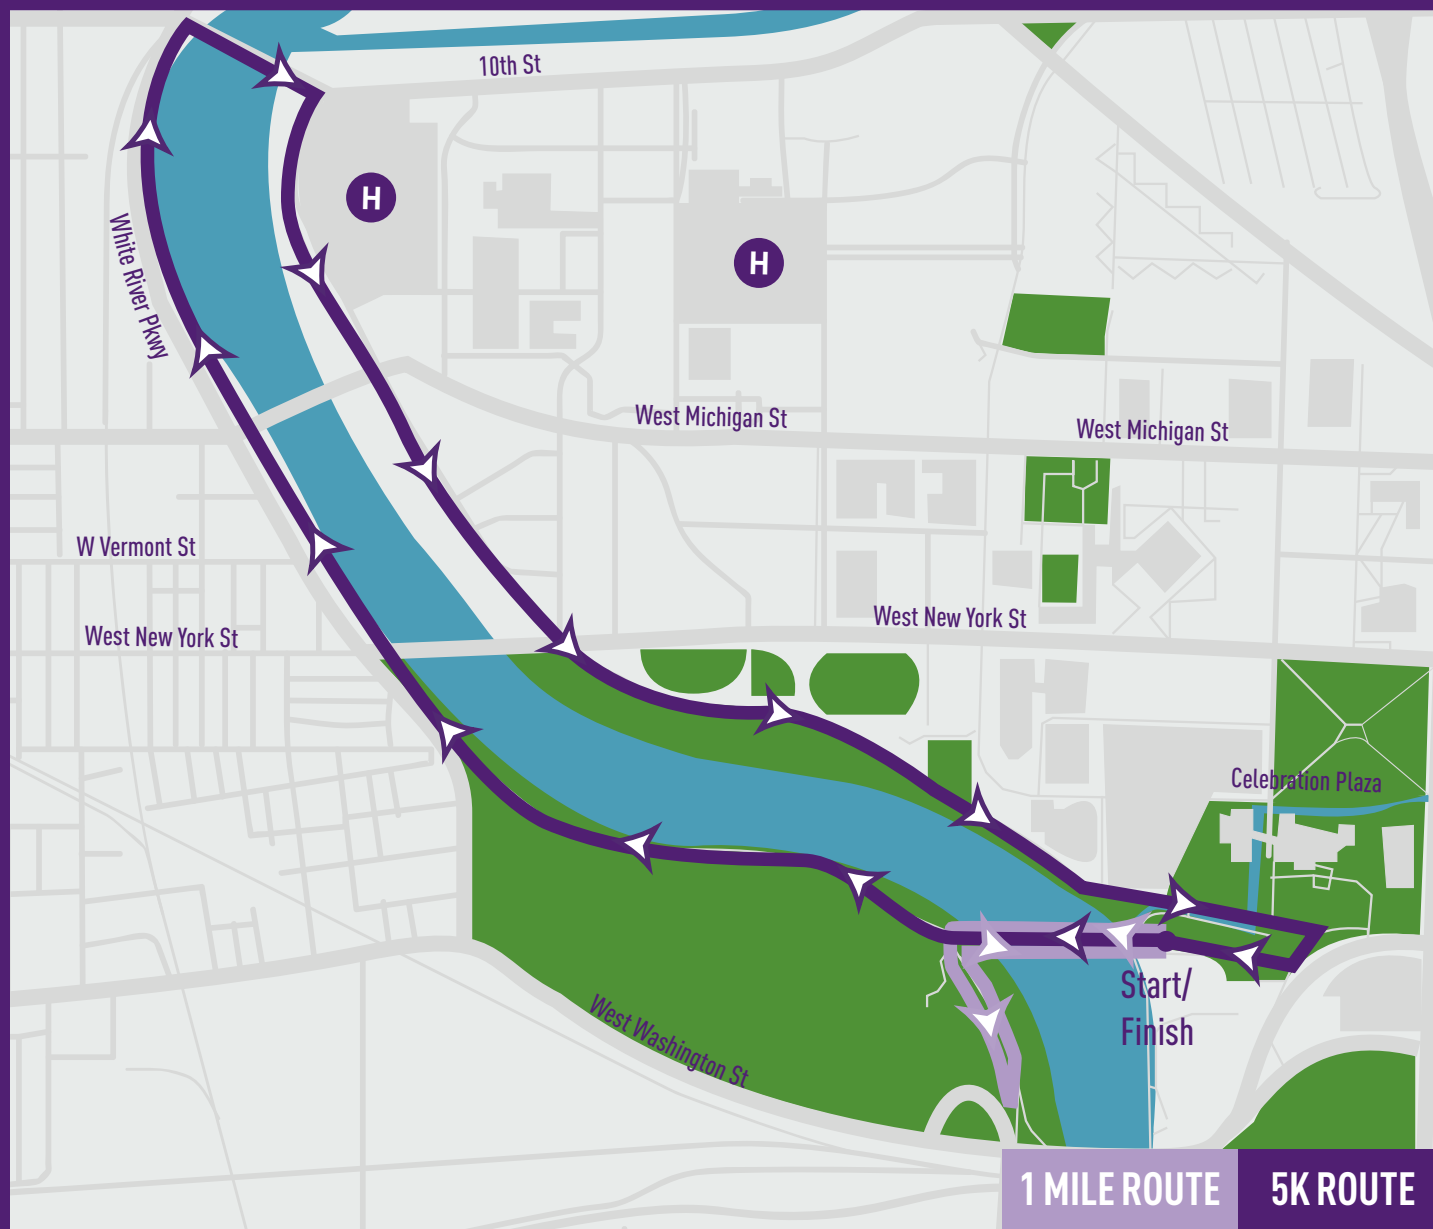 10th St
H
H
White River Pkwy
West Michigan St
West Michigan St
W Vermont St
West New York St
West New York St
Celebration Plaza
Start/
Finish
West Washington St
1 MILE ROUTE
5K ROUTE